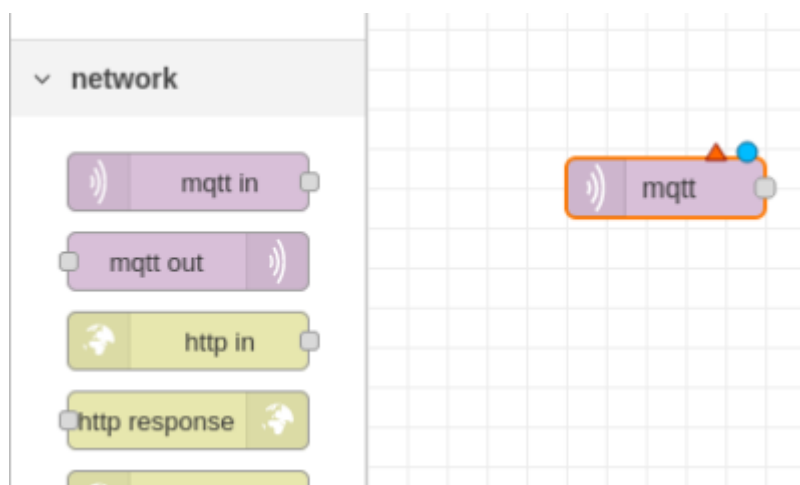 network
mqtt in
mqtt
mqtt out
http in
http response